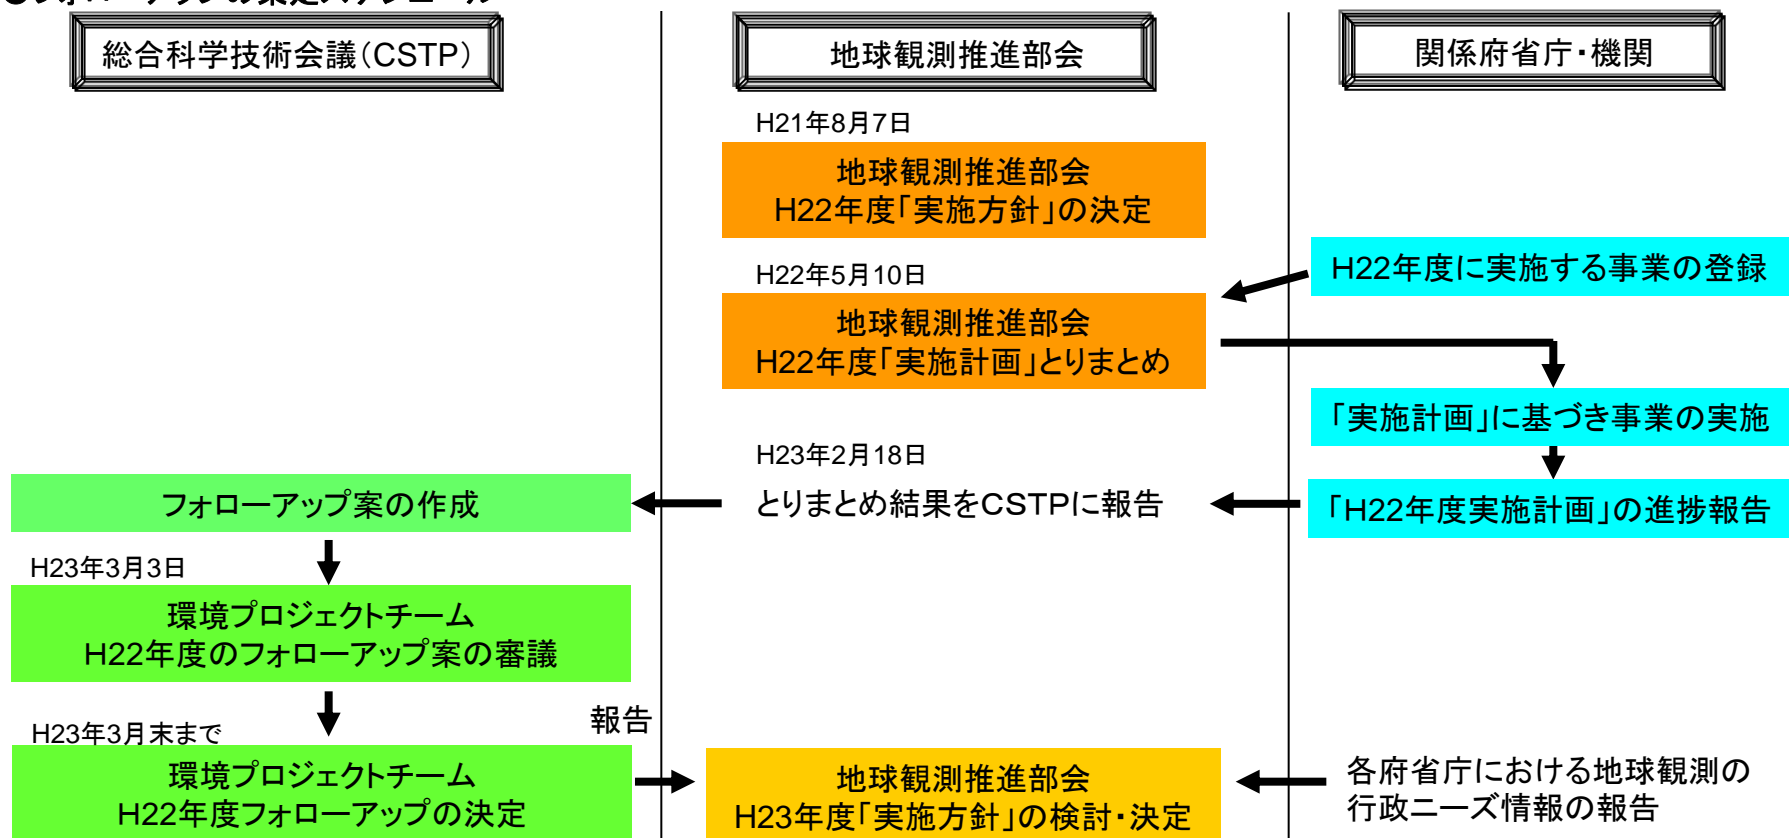 総合科学技術会議（CSTP）
地球観測推進部会
関係府省庁・機関
H21年8月7日
地球観測推進部会
H22年度「実施方針」の決定
H22年度に実施する事業の登録
H22年5月10日
地球観測推進部会
H22年度「実施計画」とりまとめ
「実施計画」に基づき事業の実施
H23年2月18日
フォローアップ案の作成
とりまとめ結果をCSTPに報告
「H22年度実施計画」の進捗報告
H23年3月3日
環境プロジェクトチーム
H22年度のフォローアップ案の審議
H23年3月末まで
報告
環境プロジェクトチーム
H22年度フォローアップの決定
地球観測推進部会
H23年度「実施方針」の検討・決定
各府省庁における地球観測の
行政ニーズ情報の報告